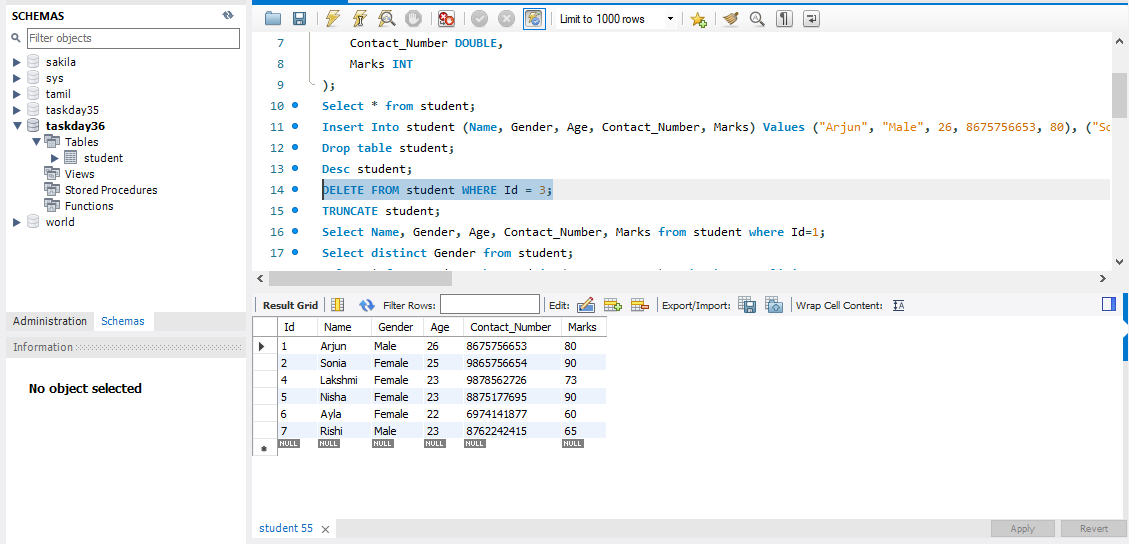 SCHEMAS
Filter objects
sakila
sys
tamil
taskday35
taskday36
Tables
student
Views
Stored Procedures
Functions
world
Administration Schemas
Information
No object selected
Limit to 1000 rows
7 Contact_Number DOUBLE,
8 Marks INT
9 );
10 Select * from student;
11 Insert Into student (Name, Gender, Age, Contact_Number, Marks) Values ("Arjun", "Male", 26, 8675756653, 80), ("So
12 Drop table student;
13 Desc student;
14 DELETE FROM student WHERE Id = 3;
15 TRUNCATE student;
16 Select Name, Gender, Age, Contact_Number, Marks from student where Id=1;
17 Select distinct Gender from student;
Result Grid Filter Rows: Edit: Export/Import: Wrap Cell Content:
Id Name Gender Age Contact_Number Marks
1 Arjun Male 26 8675756653 80
2 Sonia Female 25 9865756654 90
4 Lakshmi Female 23 9878562726 73
5 Nisha Female 23 8875177695 90
6 Ayla Female 22 6974141877 60
7 Rishi Male 23 8762242415 65
NULL NULL NULL NULL NULL NULL
student 55
Apply Revert